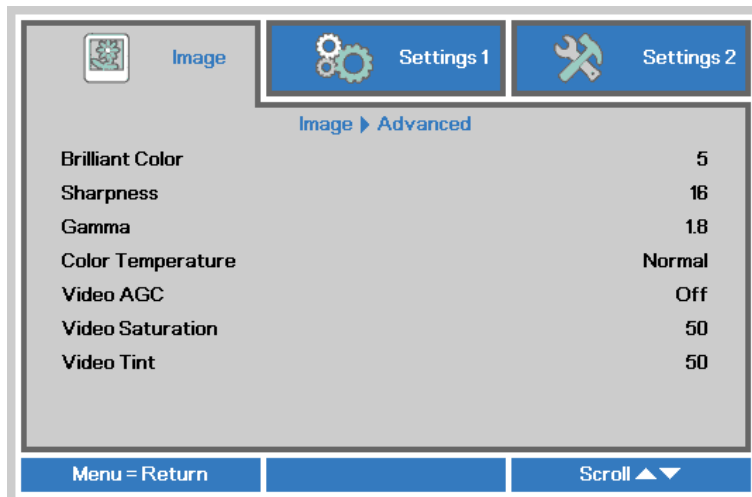 Image Settings 1 Settings 2
Image ▶ Advanced
Brilliant Color 5
Sharpness 16
Gamma 1.8
Color Temperature Normal
Video AGC Off
Video Saturation 50
Video Tint 50
Menu = Return Scroll ▲▼